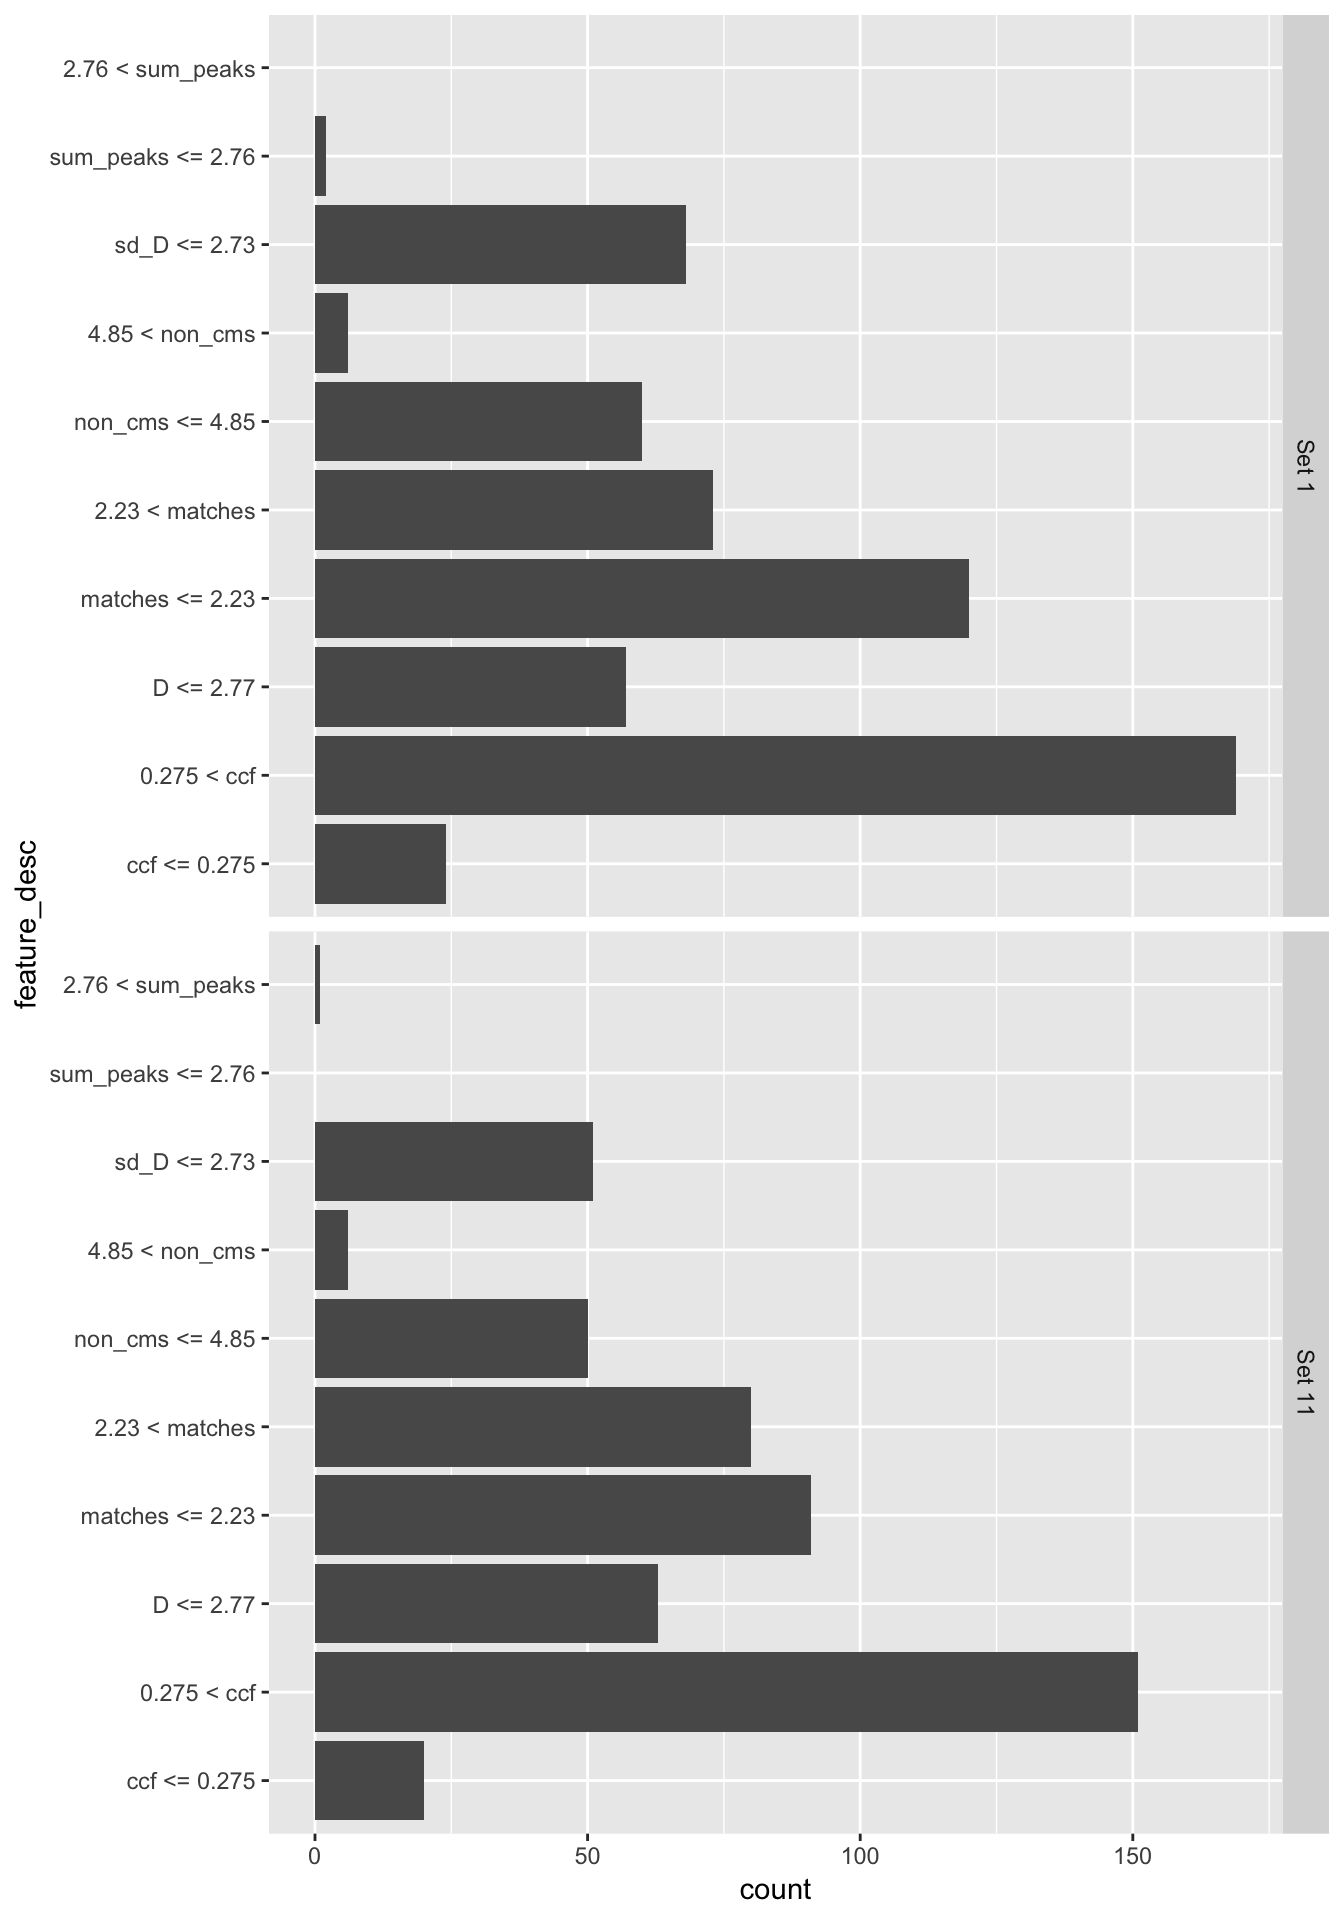 feature_desc
2.76 < sum_peaks
sum_peaks <= 2.76
sd_D <= 2.73
4.85 < non_cms
non_cms <= 4.85
2.23 < matches
matches <= 2.23
D <= 2.77
0.275 < ccf
ccf <= 0.275
Set 1
2.76 < sum_peaks
sum_peaks <= 2.76
sd_D <= 2.73
4.85 < non_cms
non_cms <= 4.85
2.23 < matches
matches <= 2.23
D <= 2.77
0.275 < ccf
ccf <= 0.275
Set 11
0 50 100 150
count